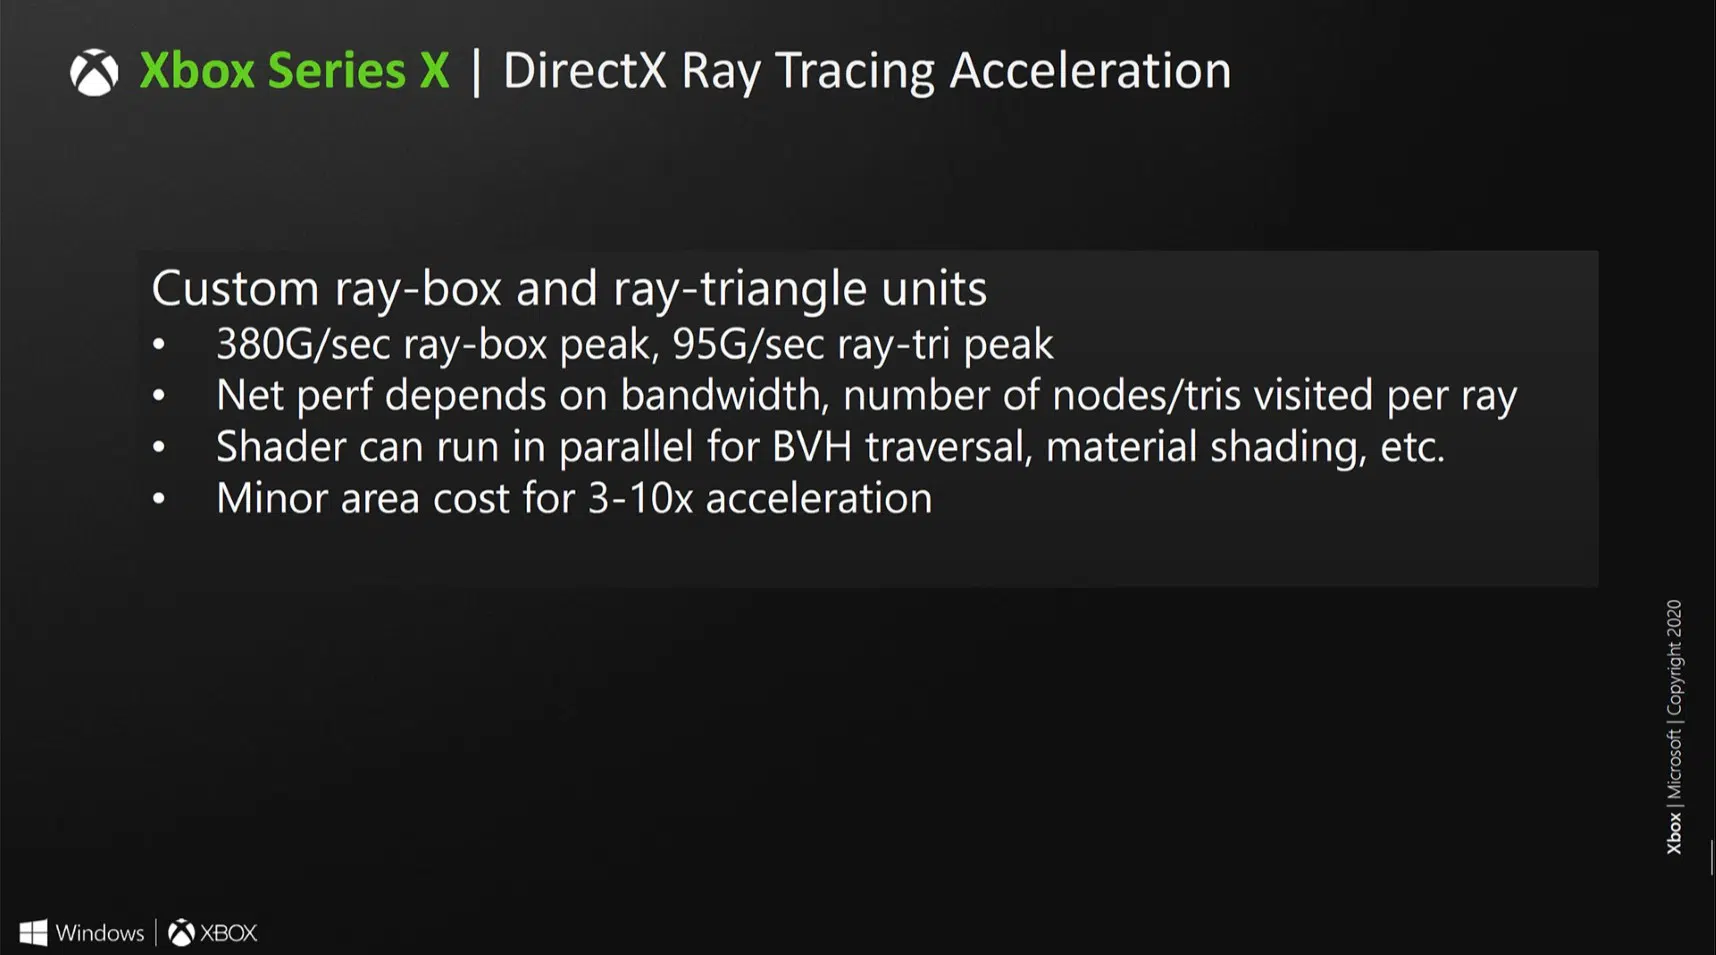 Xbox Series X | DirectX Ray Tracing Acceleration
Custom ray-box and ray-triangle units
• 380G/sec ray-box peak, 95G/sec ray-tri peak
• Net perf depends on bandwidth, number of nodes/tris visited per ray
• Shader can run in parallel for BVH traversal, material shading, etc.
• Minor area cost for 3-10x acceleration
Xbox | Microsoft | Copyright 2020
Windows | XBOX